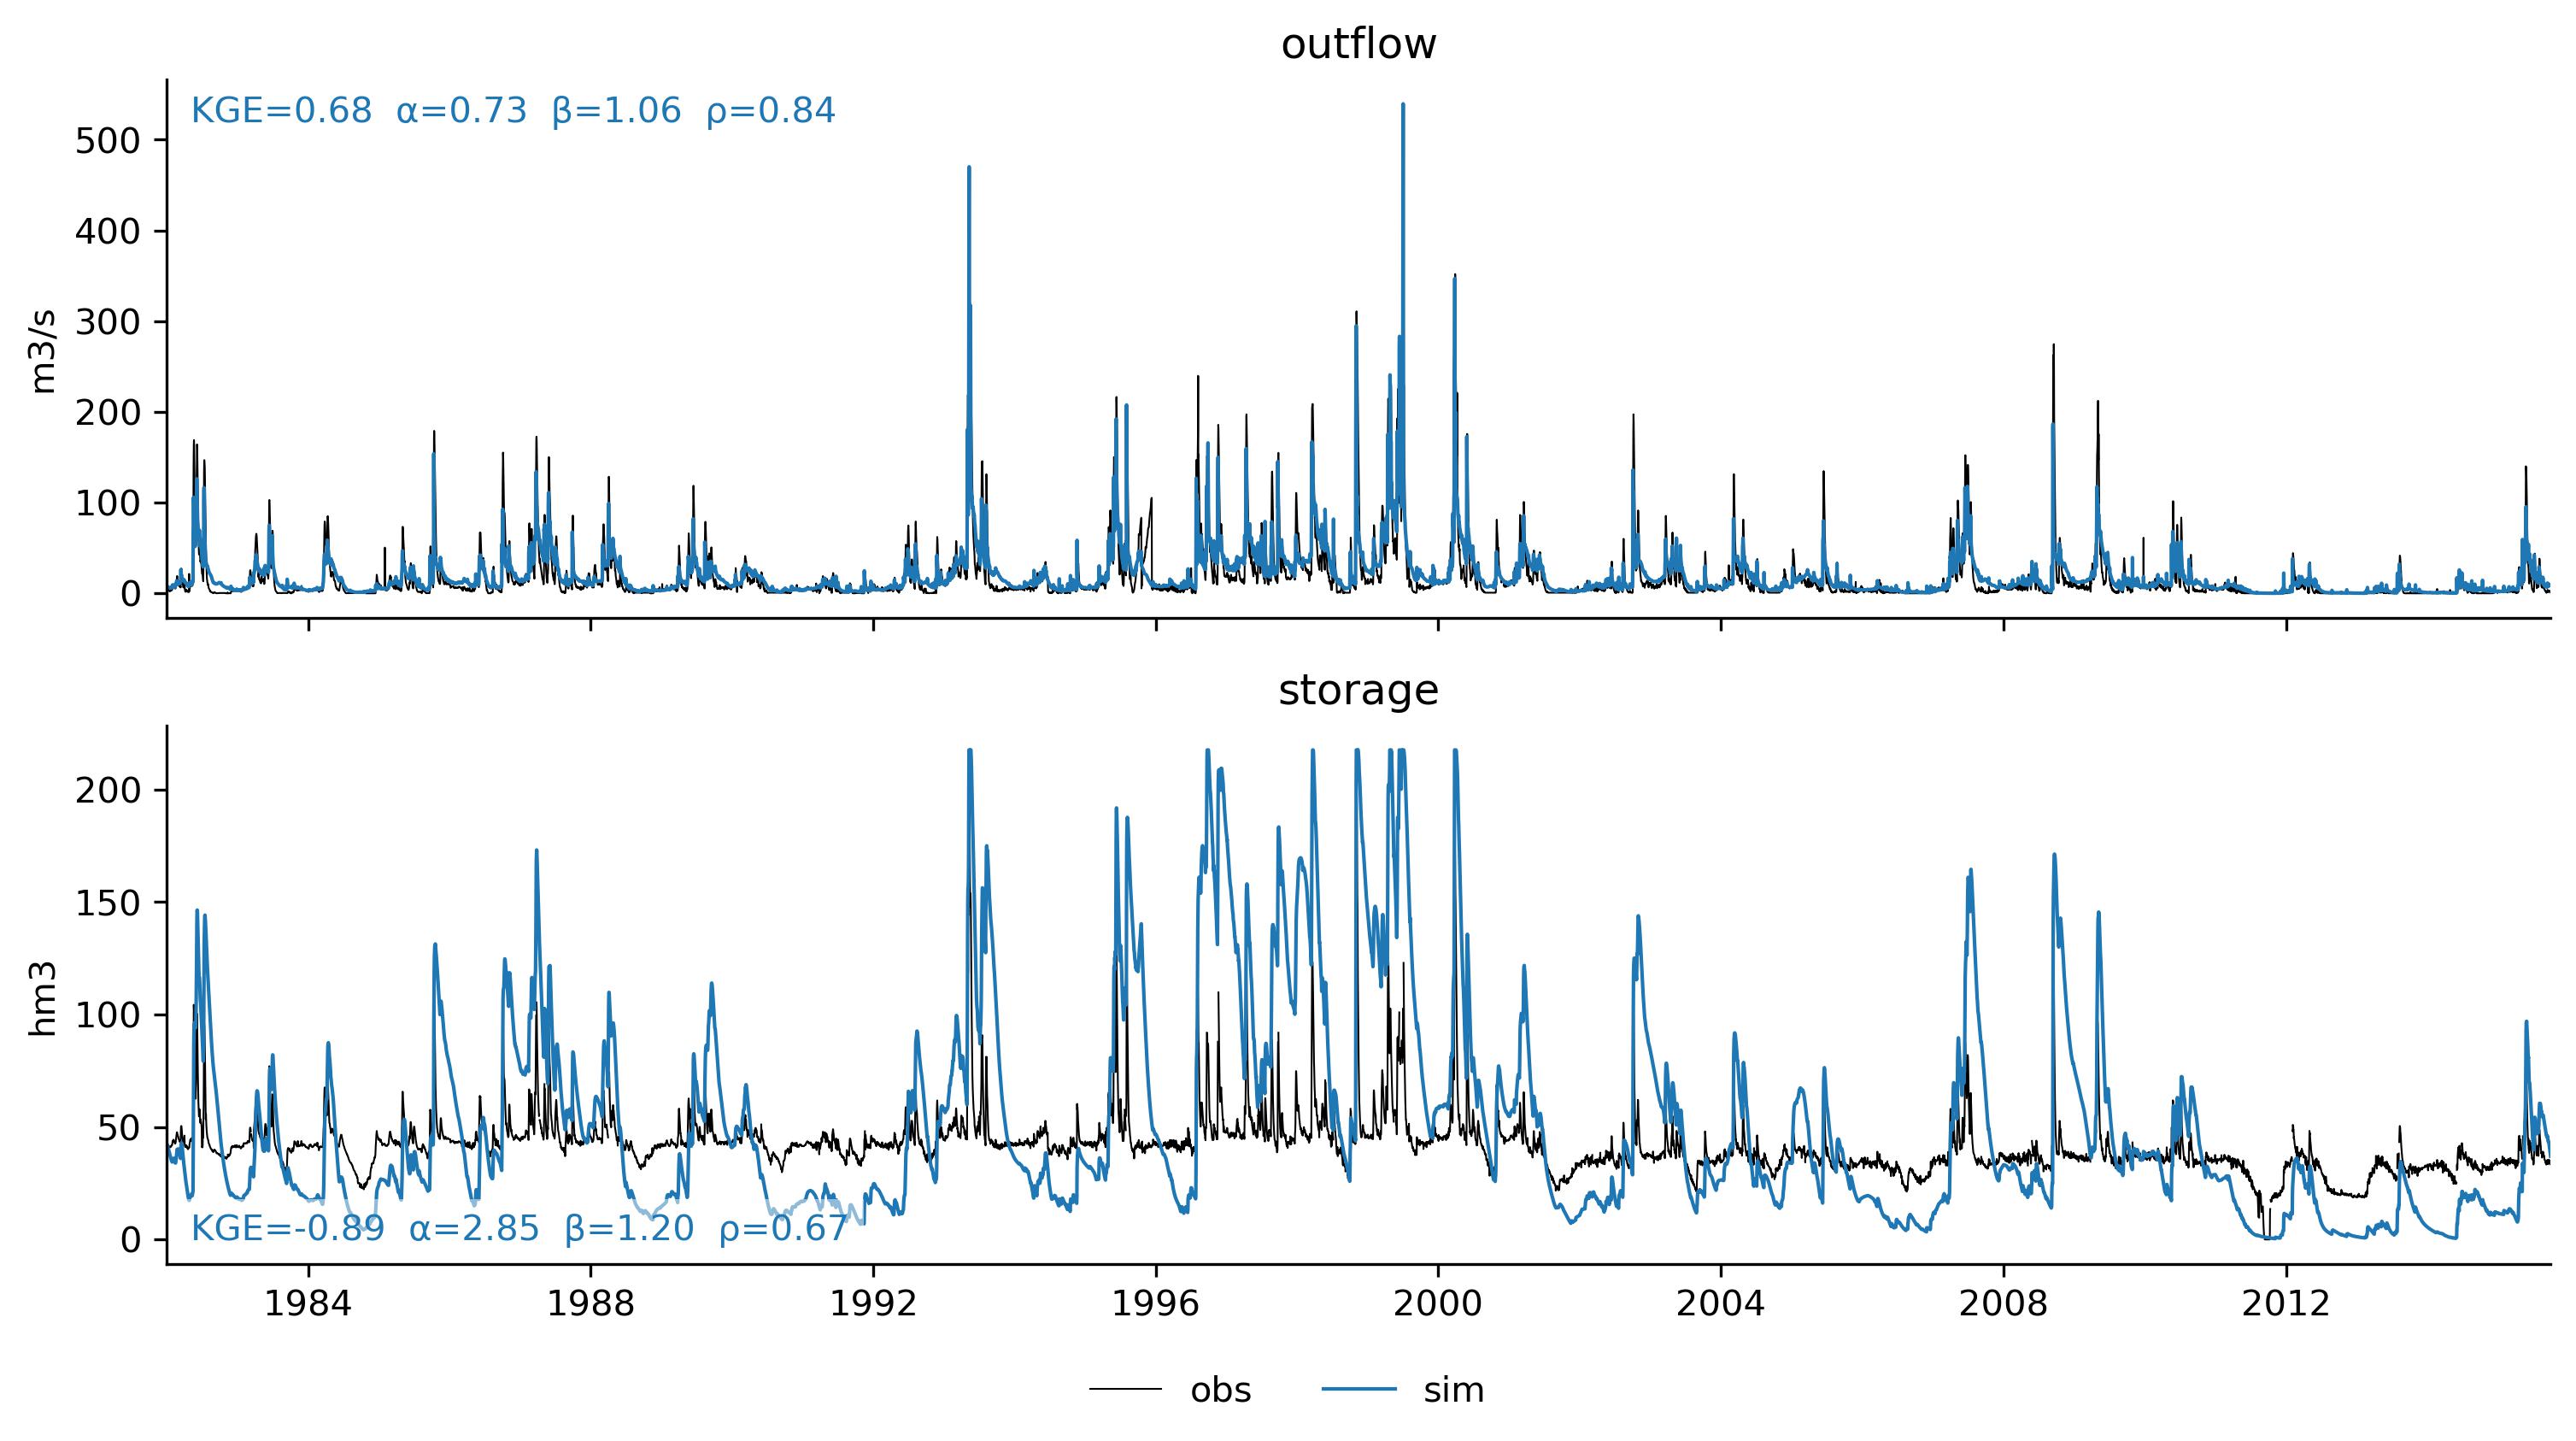 outflow
KGE=0.68 α=0.73 β=1.06 ρ=0.84
m3/s
500
400
300
200
100
0
storage
hm3
200
150
100
50
0
KGE=-0.89 α=2.85 β=1.20 ρ=0.67
1984 1988 1992 1996 2000 2004 2008 2012
obs sim